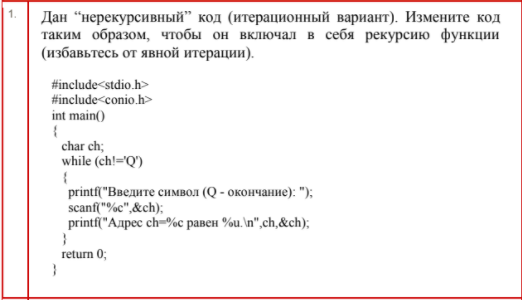 1.
Дан “нерекурсивный” код (итерационный вариант). Измените код
таким образом, чтобы он включал в себя рекурсию функции
(избавьтесь от явной итерации).
#include<stdio.h>
#include<conio.h>
int main()
{
char ch;
while (ch!='Q')
{
printf("Введите символ (Q - окончание): ");
scanf("%c",&ch);
printf("Адрес ch=%c равен %u.\n",ch,&ch);
}
return 0;
}